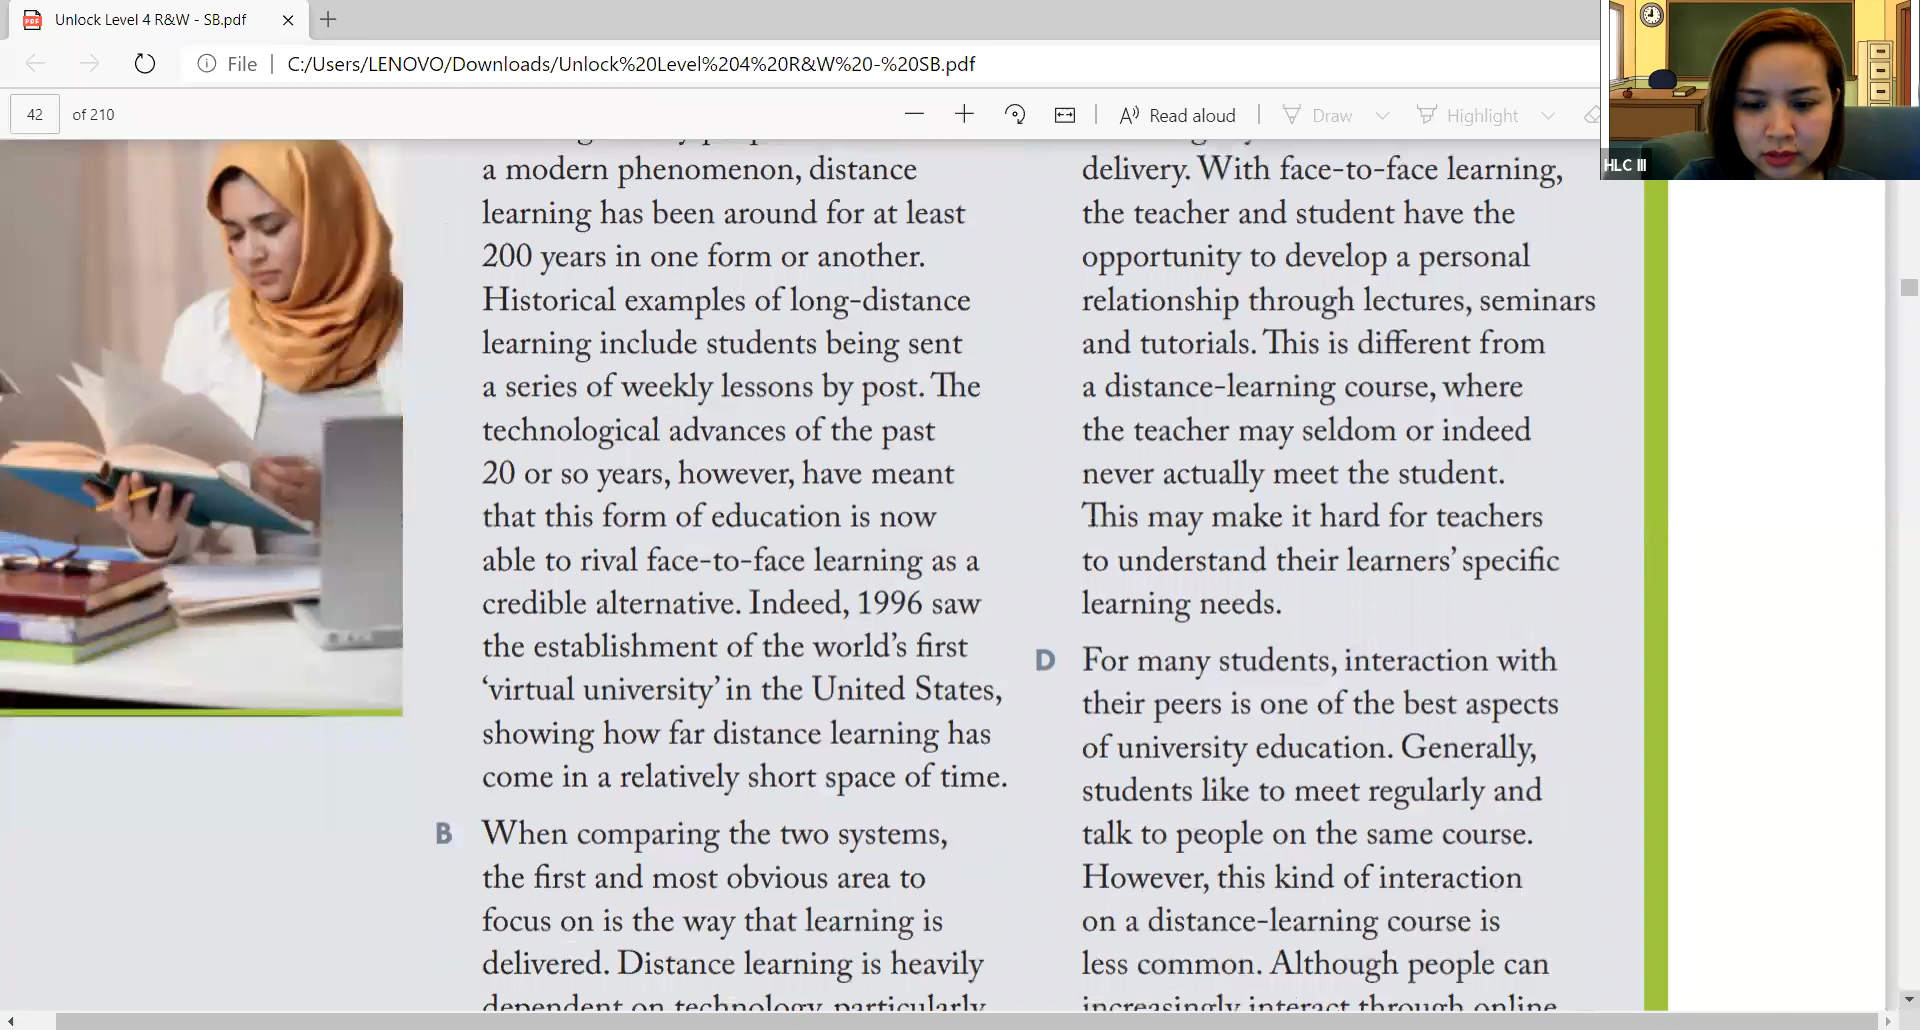 Unlock Level 4 R&W - SB.pdf
File
C:/Users/LENOVO/Downloads/Unlock%20Level%204%20R&W%20-%20SB.pdf
42 of 210
Read aloud
Draw
Highlight
HLC III
a modern phenomenon, distance
learning has been around for at least
200 years in one form or another.
Historical examples of long-distance
learning include students being sent
a series of weekly lessons by post. The
technological advances of the past
20 or so years, however, have meant
that this form of education is now
able to rival face-to-face learning as a
credible alternative. Indeed, 1996 saw
the establishment of the world’s first
‘virtual university’ in the United States,
showing how far distance learning has
come in a relatively short space of time.
B When comparing the two systems,
the first and most obvious area to
focus on is the way that learning is
delivered. Distance learning is heavily
dependent on technology, particularly
delivery. With face-to-face learning,
the teacher and student have the
opportunity to develop a personal
relationship through lectures, seminars
and tutorials. This is different from
a distance-learning course, where
the teacher may seldom or indeed
never actually meet the student.
This may make it hard for teachers
to understand their learners’ specific
learning needs.
D For many students, interaction with
their peers is one of the best aspects
of university education. Generally,
students like to meet regularly and
talk to people on the same course.
However, this kind of interaction
on a distance-learning course is
less common. Although people can
increasingly interact through online